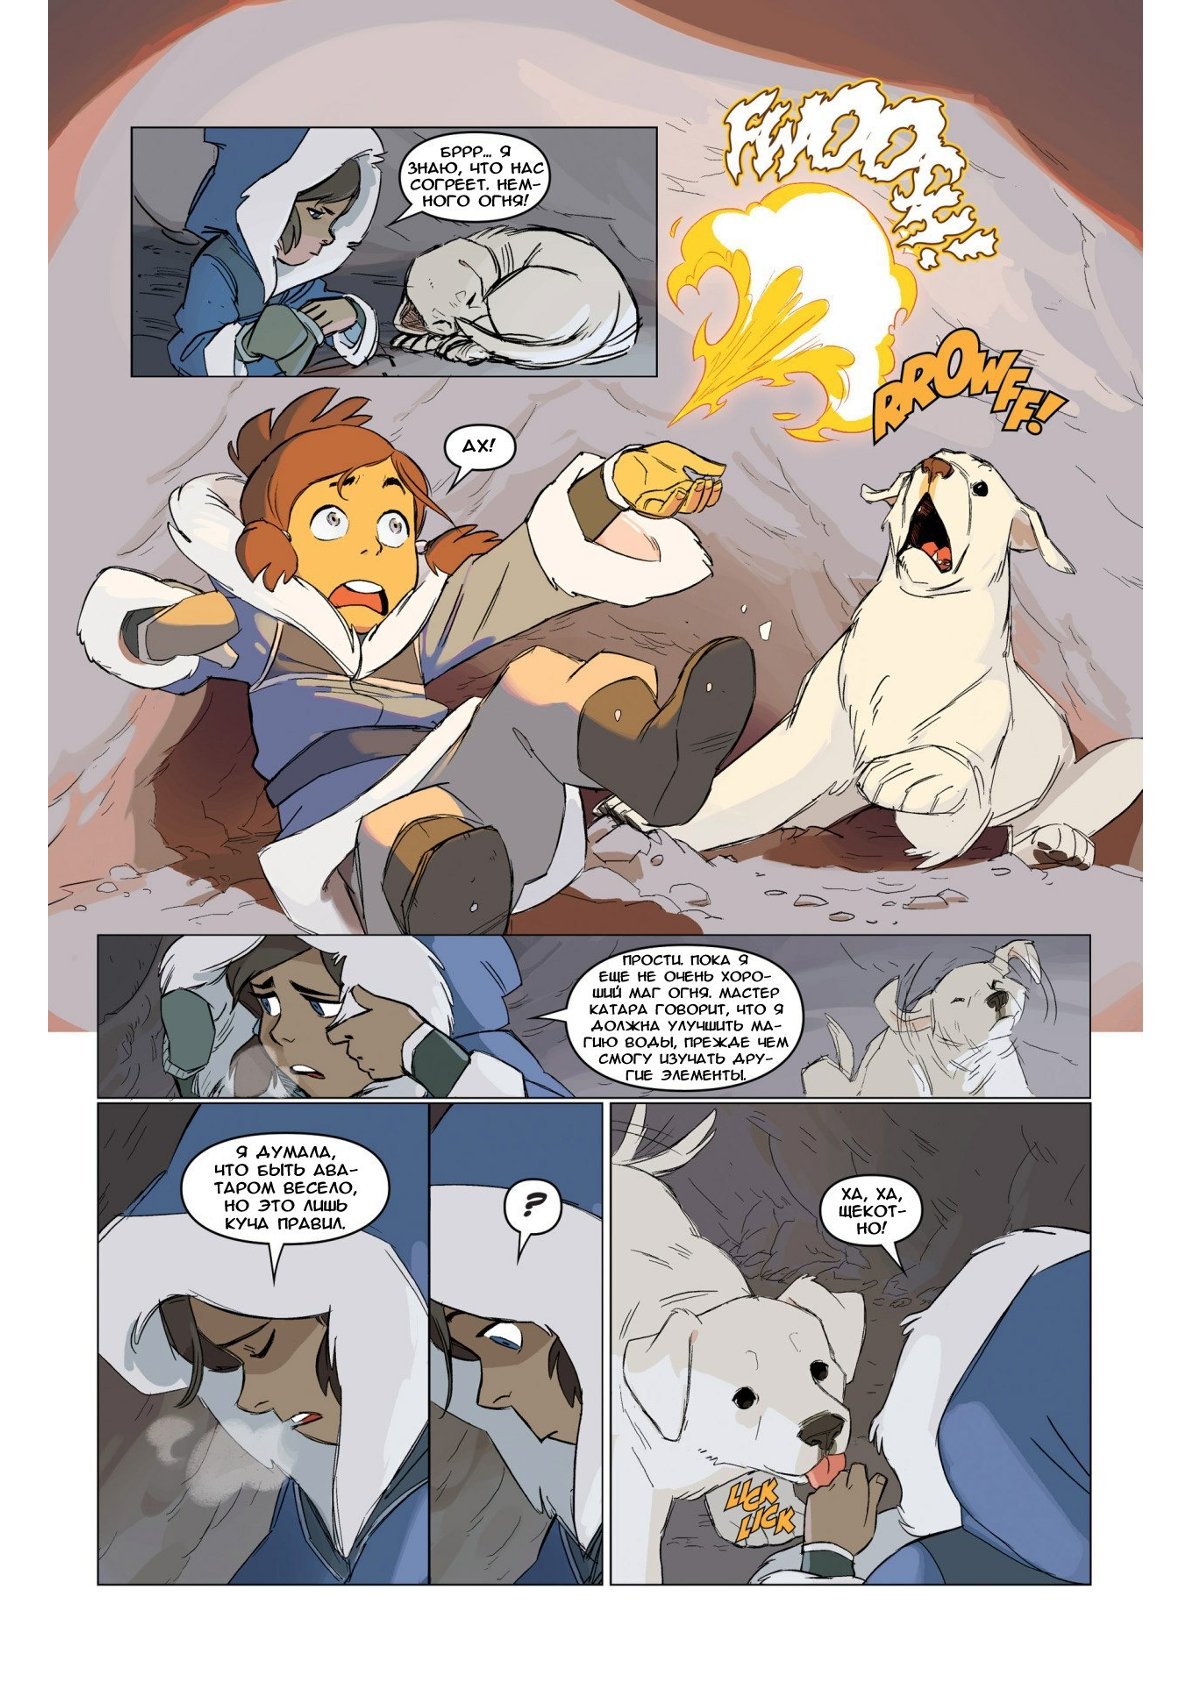 БРРР... Я
ЗНАЮ, ЧТО НАС
СОГРЕЕТ. НЕМ-
НОГО ОГНЯ!
FWOOSH!
RROWFF!
АХ!
ПРОСТИ. ПОКА Я
ЕЩЕ НЕ ОЧЕНЬ ХОРО-
ШИЙ МАГ ОГНЯ. МАСТЕР
КАТАРА ГОВОРИТ, ЧТО Я
ДОЛЖНА УЛУЧШИТЬ МА-
ГИЮ ВОДЫ, ПРЕЖДЕ ЧЕМ
СМОГУ ИЗУЧАТЬ ДРУ-
ГИЕ ЭЛЕМЕНТЫ.
Я ДУМАЛА,
ЧТО БЫТЬ АВА-
ТАРОМ ВЕСЕЛО,
НО ЭТО ЛИШЬ
КУЧА ПРАВИЛ.
?
ХА, ХА,
ЩЕКОТ-
НО!
LICK
LICK